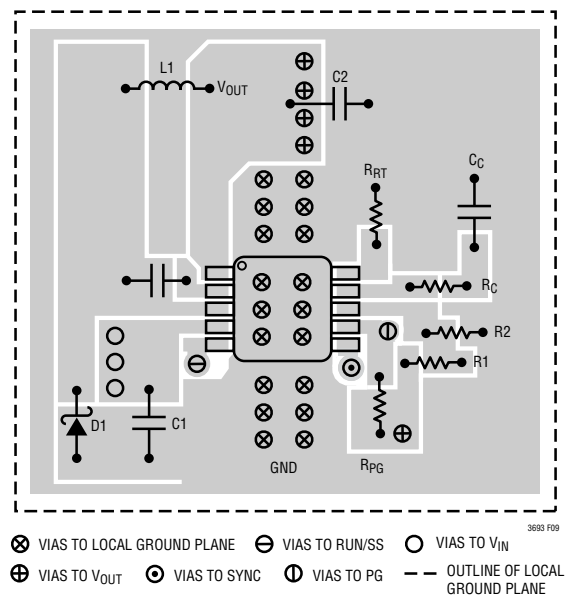 L1
VOUT
C2
RRT
CC
RC
R2
R1
D1
C1
GND
RPG
3693 F09
VIAS TO LOCAL GROUND PLANE
VIAS TO RUN/SS
VIAS TO VIN
VIAS TO VOUT
VIAS TO SYNC
VIAS TO PG
OUTLINE OF LOCAL
GROUND PLANE